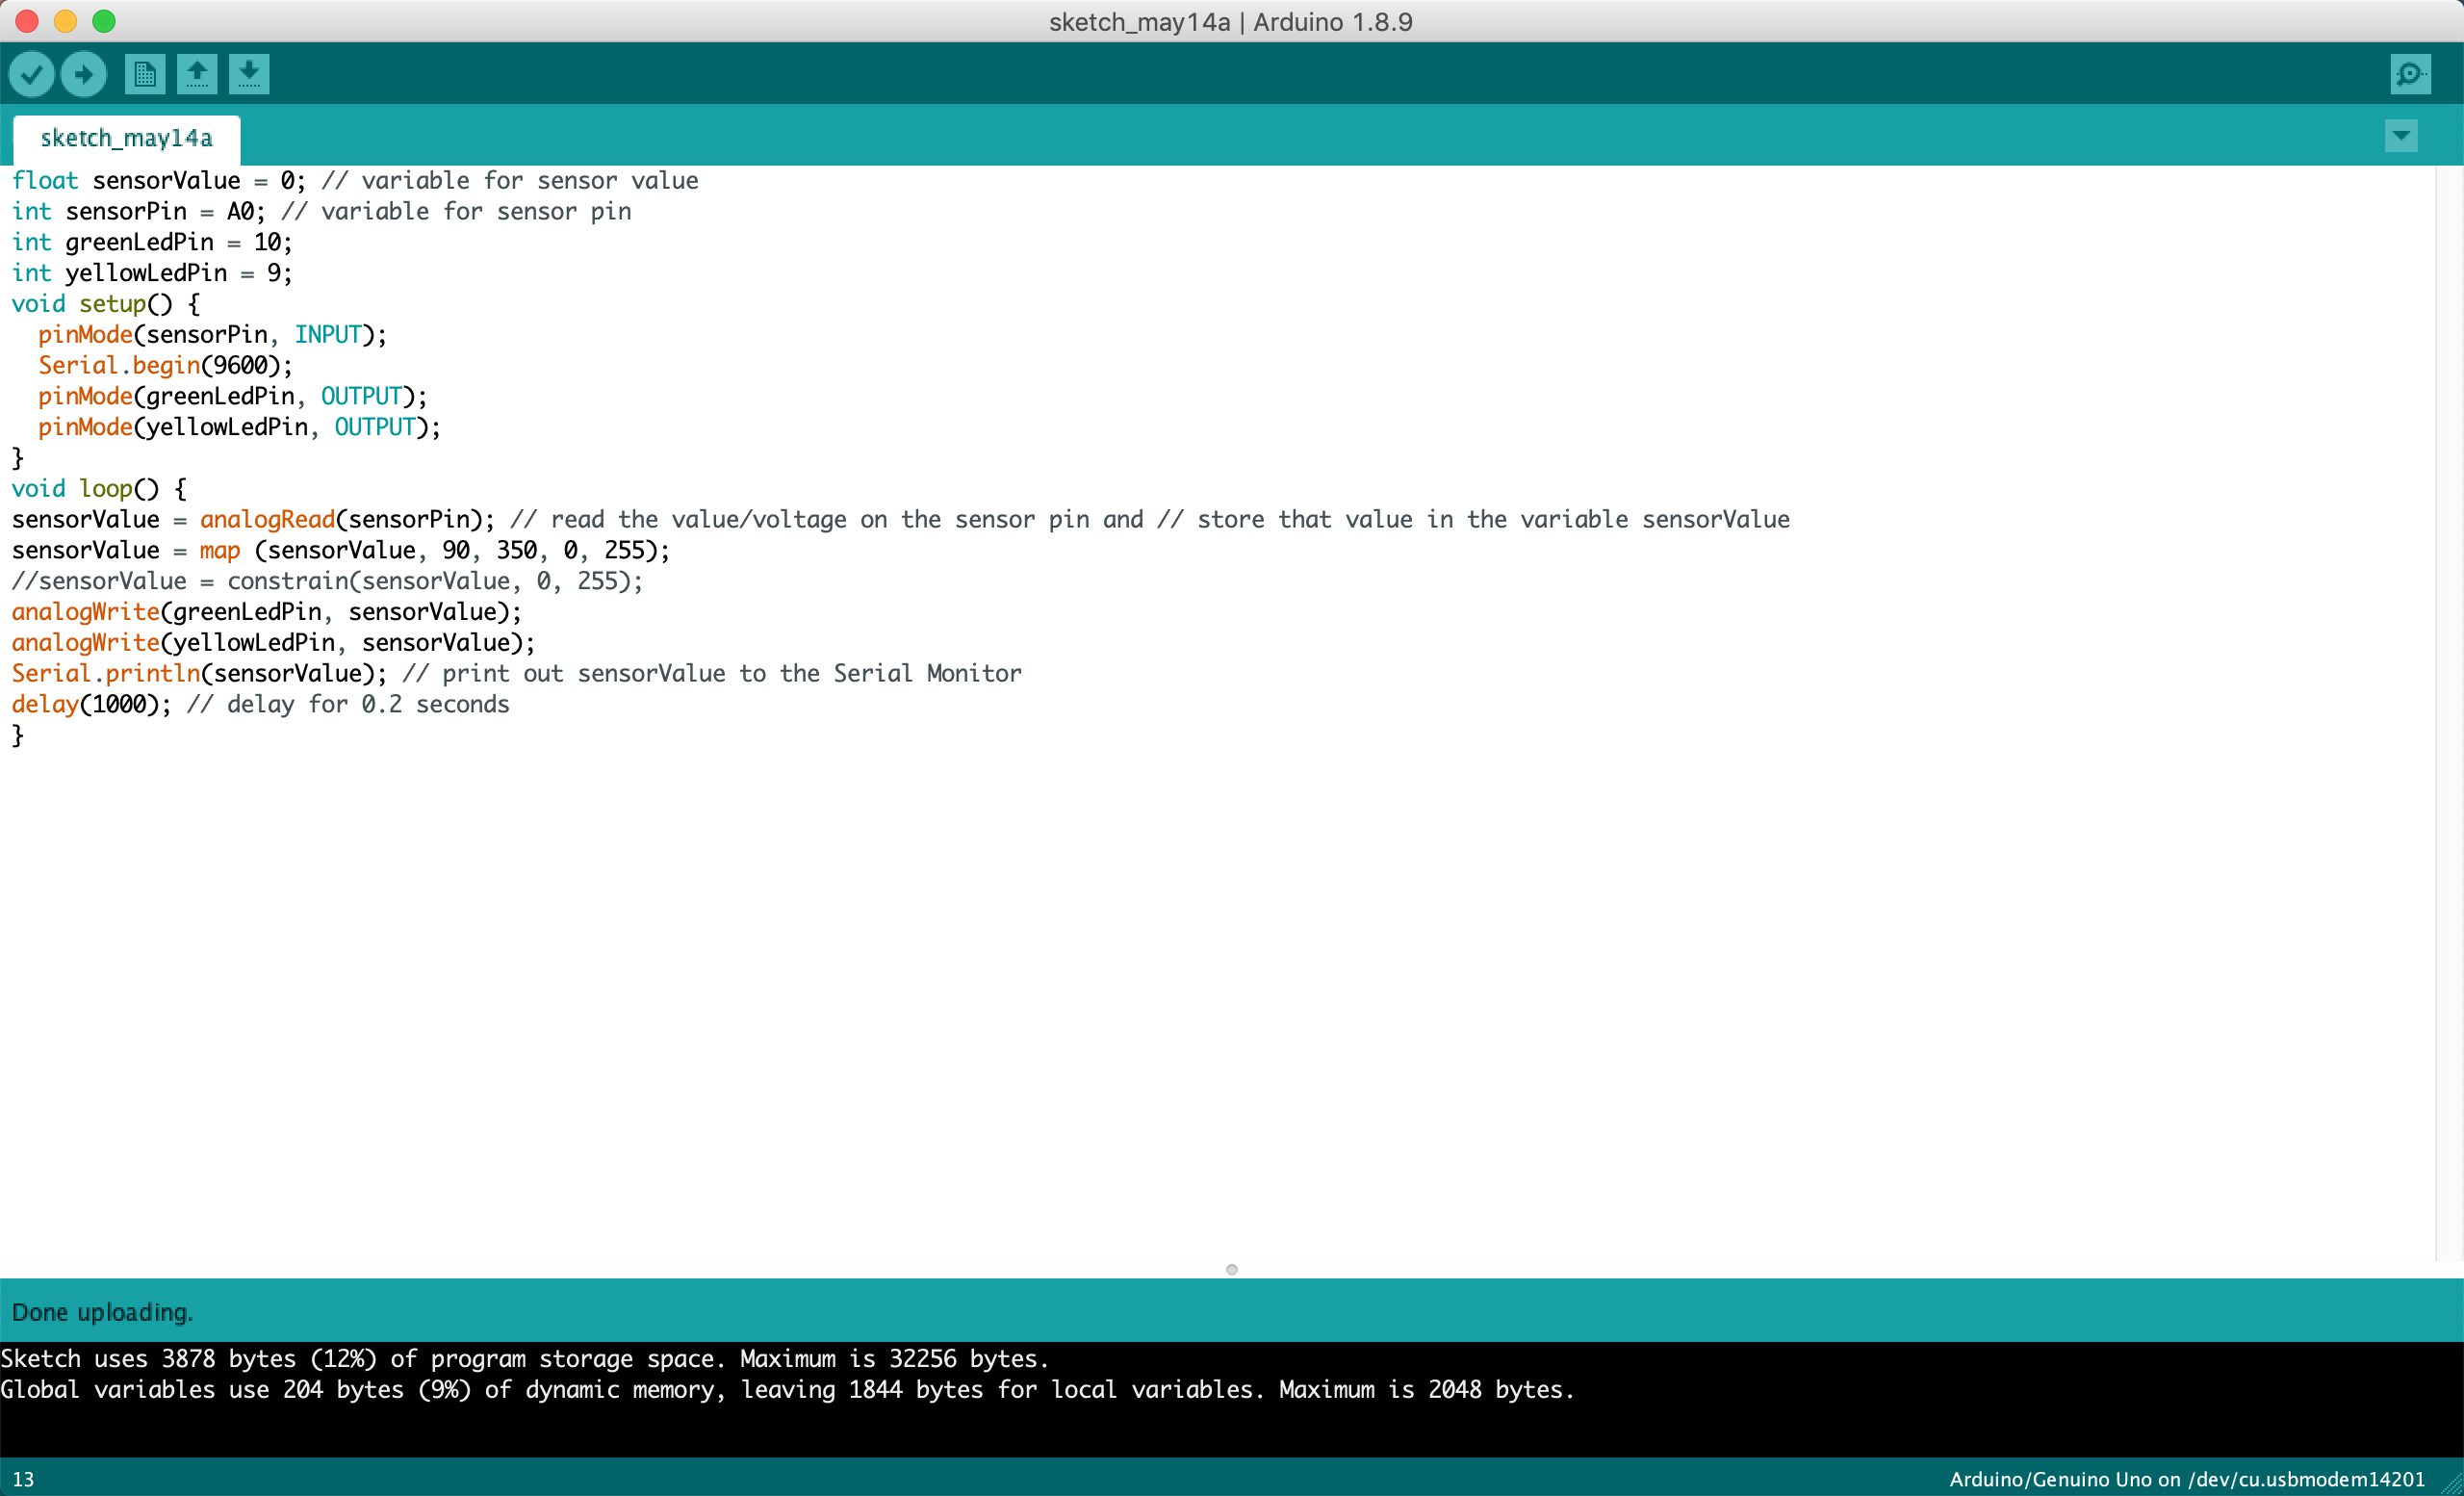 sketch_may14a | Arduino 1.8.9
sketch_may14a
float sensorValue = 0; // variable for sensor value
int sensorPin = A0; // variable for sensor pin
int greenLedPin = 10;
int yellowLedPin = 9;
void setup() {
  pinMode(sensorPin, INPUT);
  Serial.begin(9600);
  pinMode(greenLedPin, OUTPUT);
  pinMode(yellowLedPin, OUTPUT);
}
void loop() {
sensorValue = analogRead(sensorPin); // read the value/voltage on the sensor pin and // store that value in the variable sensorValue
sensorValue = map (sensorValue, 90, 350, 0, 255);
//sensorValue = constrain(sensorValue, 0, 255);
analogWrite(greenLedPin, sensorValue);
analogWrite(yellowLedPin, sensorValue);
Serial.println(sensorValue); // print out sensorValue to the Serial Monitor
delay(1000); // delay for 0.2 seconds
}
Done uploading.
Sketch uses 3878 bytes (12%) of program storage space. Maximum is 32256 bytes.
Global variables use 204 bytes (9%) of dynamic memory, leaving 1844 bytes for local variables. Maximum is 2048 bytes.
13
Arduino/Genuino Uno on /dev/cu.usbmodem14201